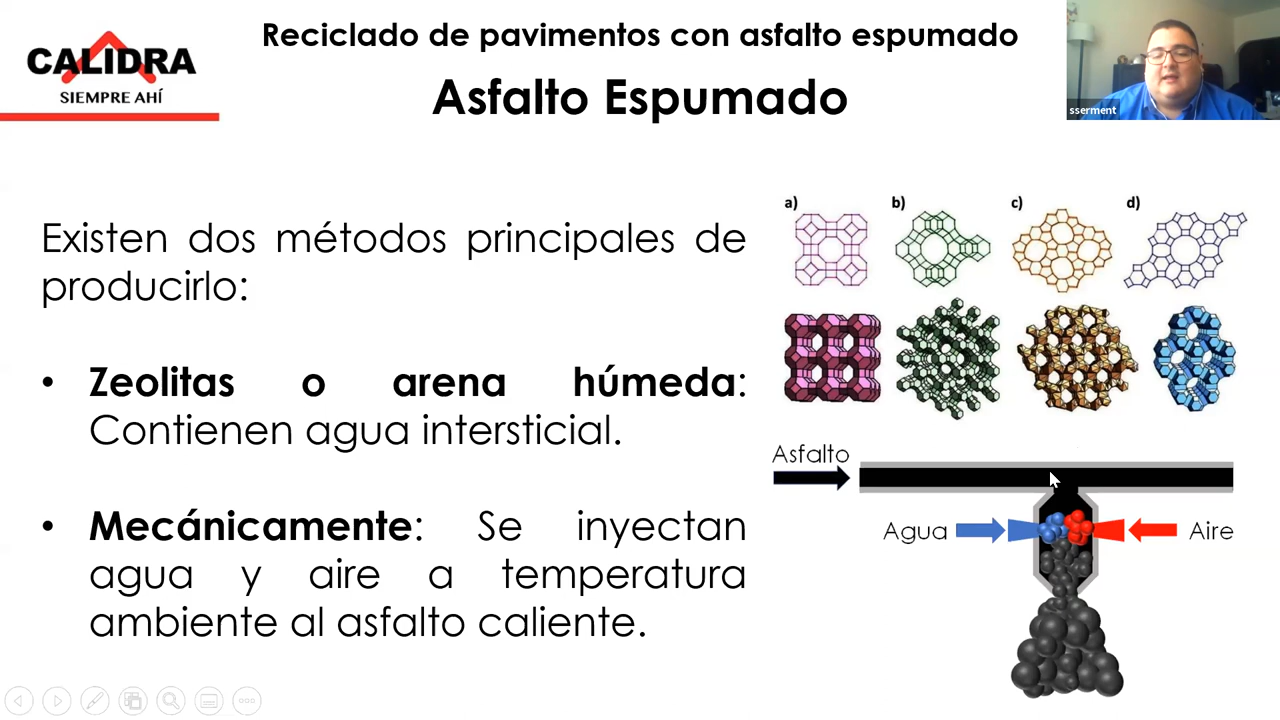 CALIDRA
SIEMPRE AHÍ
Reciclado de pavimentos con asfalto espumado
Asfalto Espumado
sserment
Existen dos métodos principales de
producirlo:
• Zeolitas o arena húmeda:
Contienen agua intersticial.
• Mecánicamente: Se inyectan
agua y aire a temperatura
ambiente al asfalto caliente.
a) b) c) d)
Asfalto
Agua
Aire